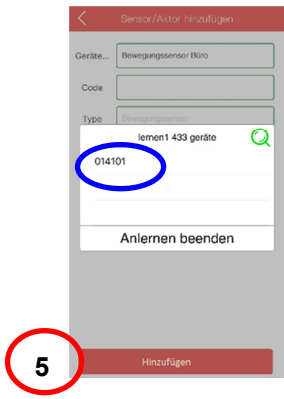 Sensor/Aktor hinzufügen
Geräte... Bewegungssensor Büro
Code
Type Bewegungssensor
lernen1 433 geräte
014101
Anlernen beenden
5 Hinzufügen